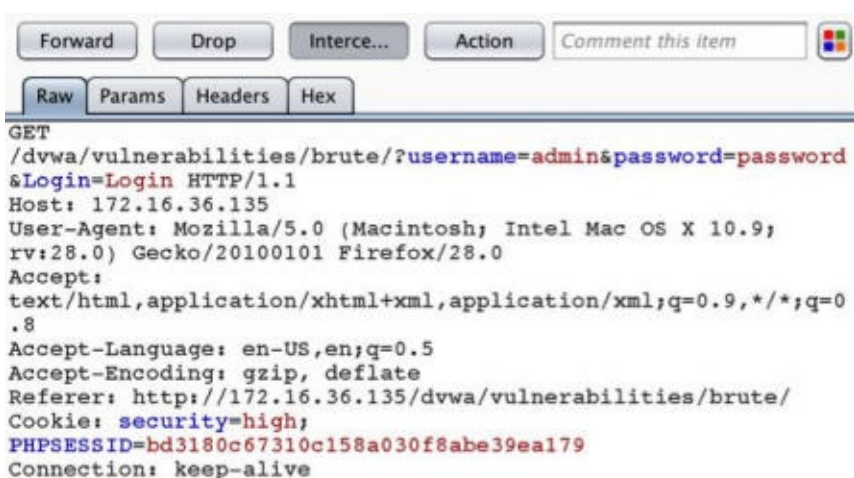 Forward Drop Interce... Action Comment this item
Raw Params Headers Hex
GET
/dvwa/vulnerabilities/brute/?username=admin&password=password
&Login=Login HTTP/1.1
Host: 172.16.36.135
User-Agent: Mozilla/5.0 (Macintosh; Intel Mac OS X 10.9;
rv:28.0) Gecko/20100101 Firefox/28.0
Accept:
text/html,application/xhtml+xml,application/xml;q=0.9,*/*;q=0
.8
Accept-Language: en-US,en;q=0.5
Accept-Encoding: gzip, deflate
Referer: http://172.16.36.135/dvwa/vulnerabilities/brute/
Cookie: security=high;
PHPSESSID=bd3180c67310c158a030f8abe39ea179
Connection: keep-alive